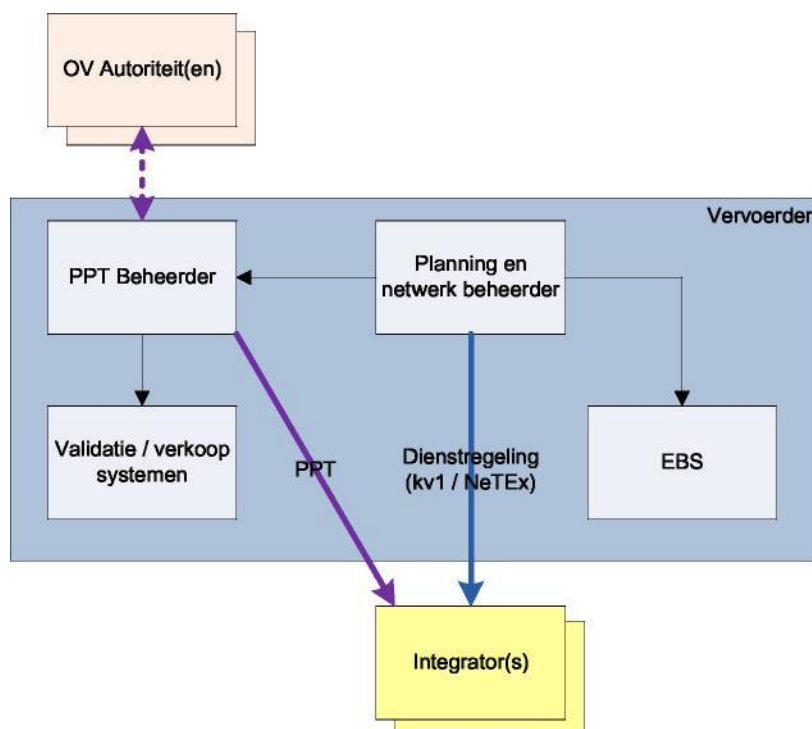 OV Autoriteit(en)
Vervoerder
PPT Beheerder
Planning en
netwerk beheerder
Validatie / verkoop
systemen
PPT
Dienstregeling
(kv1 / NeTEx)
EBS
Integrator(s)